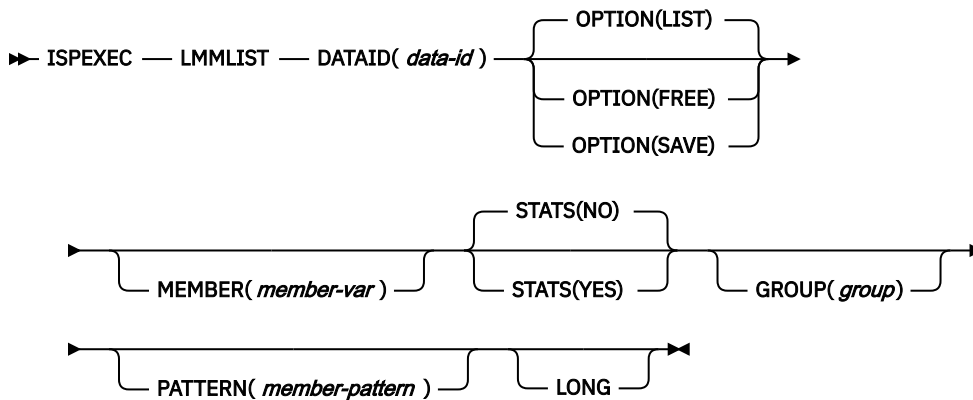 OPTION(LIST)
ISPEXEC LMMLIST DATAID( data-id )
OPTION(FREE)
OPTION(SAVE)
STATS(NO)
MEMBER( member-var ) STATS(YES) GROUP( group )
PATTERN( member-pattern ) LONG